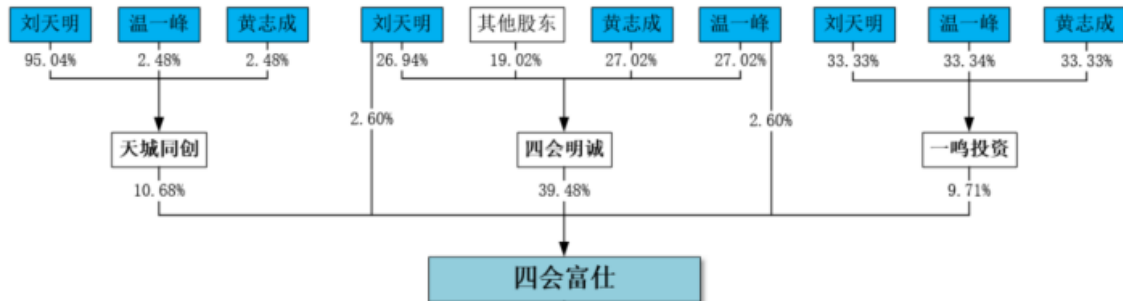 刘天明 温一峰 黄志成 刘天明 其他股东 黄志成 温一峰 刘天明 温一峰 黄志成
95.04% 2.48% 2.48% 26.94% 19.02% 27.02% 27.02% 33.33% 33.34% 33.33%
2.60% 2.60%
天城同创 四会明诚 一鸣投资
10.68% 39.48% 9.71%
四会富仕